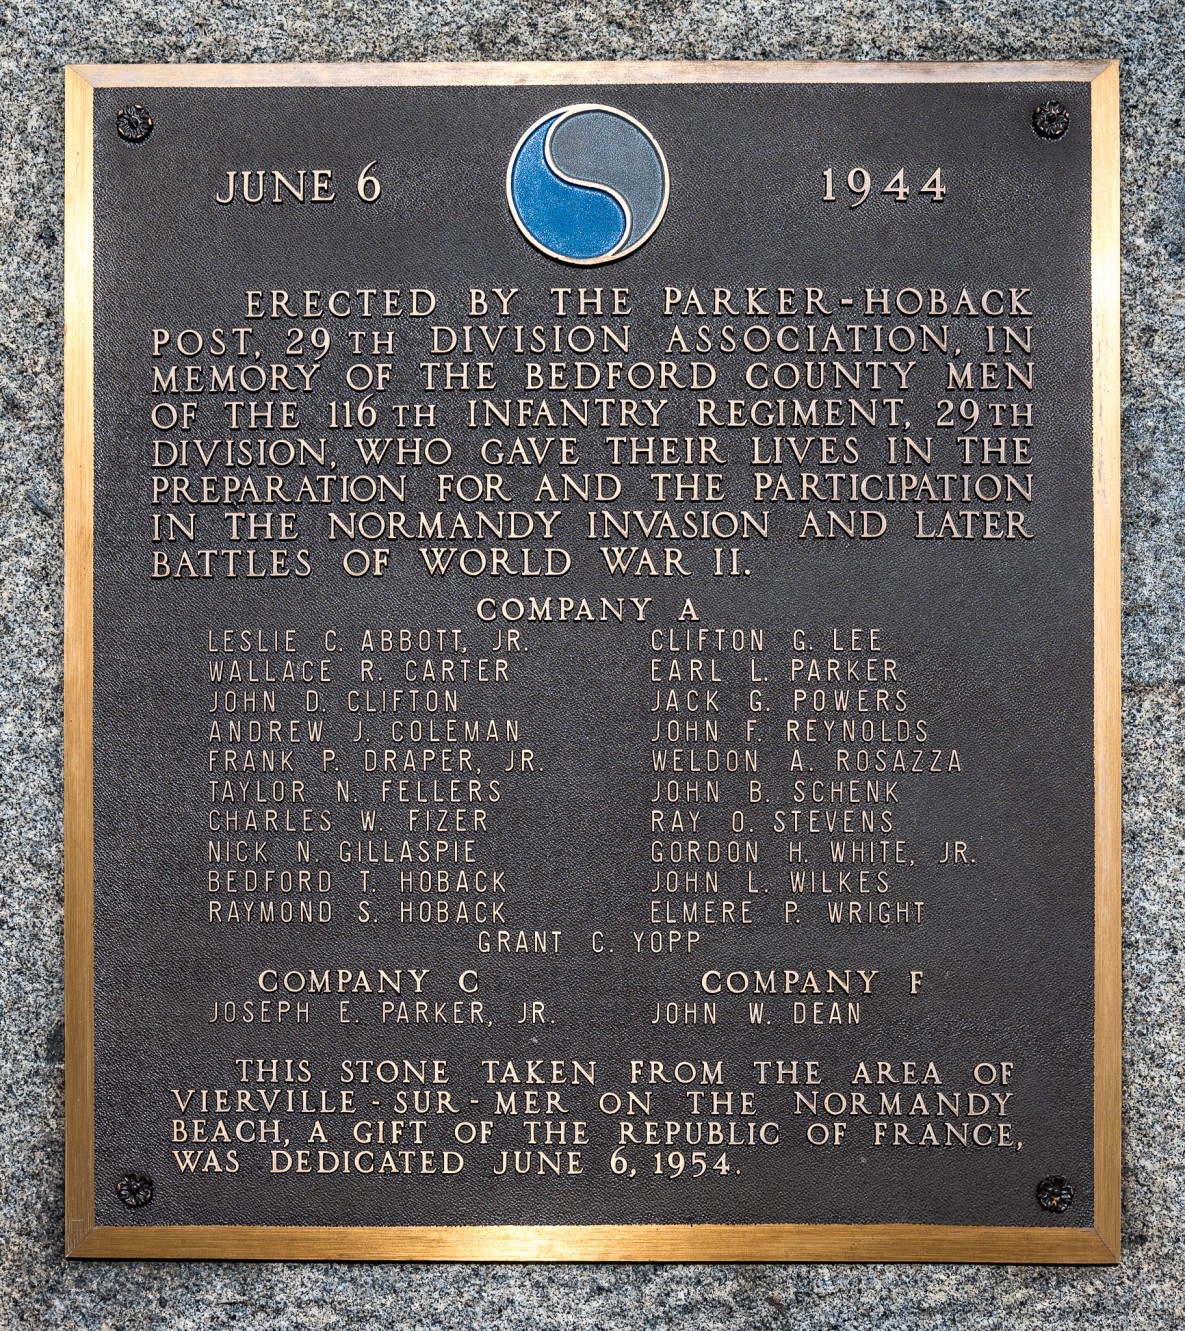 JUNE 6 1944
ERECTED BY THE PARKER-HOBACK
POST, 29TH DIVISION ASSOCIATION, IN
MEMORY OF THE BEDFORD COUNTY MEN
OF THE 116TH INFANTRY REGIMENT, 29TH
DIVISION, WHO GAVE THEIR LIVES IN THE
PREPARATION FOR AND THE PARTICIPATION
IN THE NORMANDY INVASION AND LATER
BATTLES OF WORLD WAR II.
COMPANY A
LESLIE C. ABBOTT, JR. CLIFTON G. LEE
WALLACE R. CARTER EARL L. PARKER
JOHN D. CLIFTON JACK G. POWERS
ANDREW J. COLEMAN JOHN F. REYNOLDS
FRANK P. DRAPER, JR. WELDON A. ROSAZZA
TAYLOR N. FELLERS JOHN B. SCHENK
CHARLES W. FIZER RAY O. STEVENS
NICK N. GILLASPIE GORDON H. WHITE, JR.
BEDFORD T. HOBACK JOHN L. WILKES
RAYMOND S. HOBACK ELMERE P. WRIGHT
GRANT C. YOPP
COMPANY C COMPANY F
JOSEPH E. PARKER, JR. JOHN W. DEAN
THIS STONE TAKEN FROM THE AREA OF
VIERVILLE-SUR-MER ON THE NORMANDY
BEACH, A GIFT OF THE REPUBLIC OF FRANCE,
WAS DEDICATED JUNE 6, 1954.